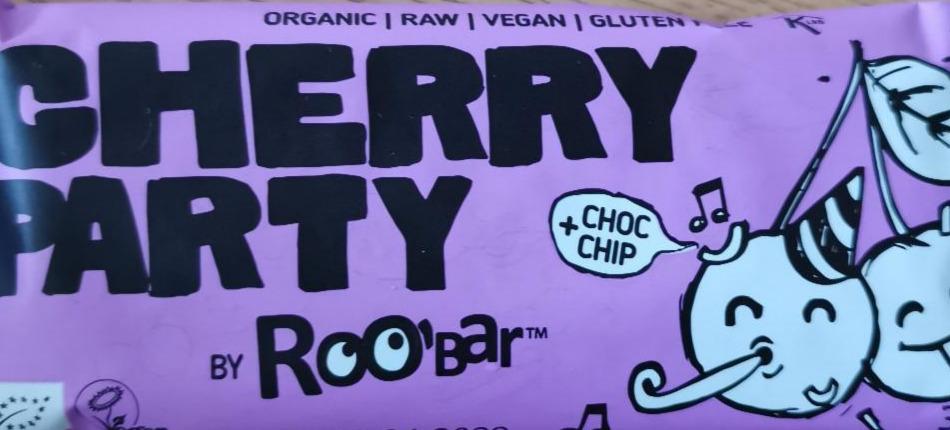 ORGANIC | RAW | VEGAN | GLUTEN
CHERRY
PARTY
+CHOC
CHIP
BY Roo'Bar™